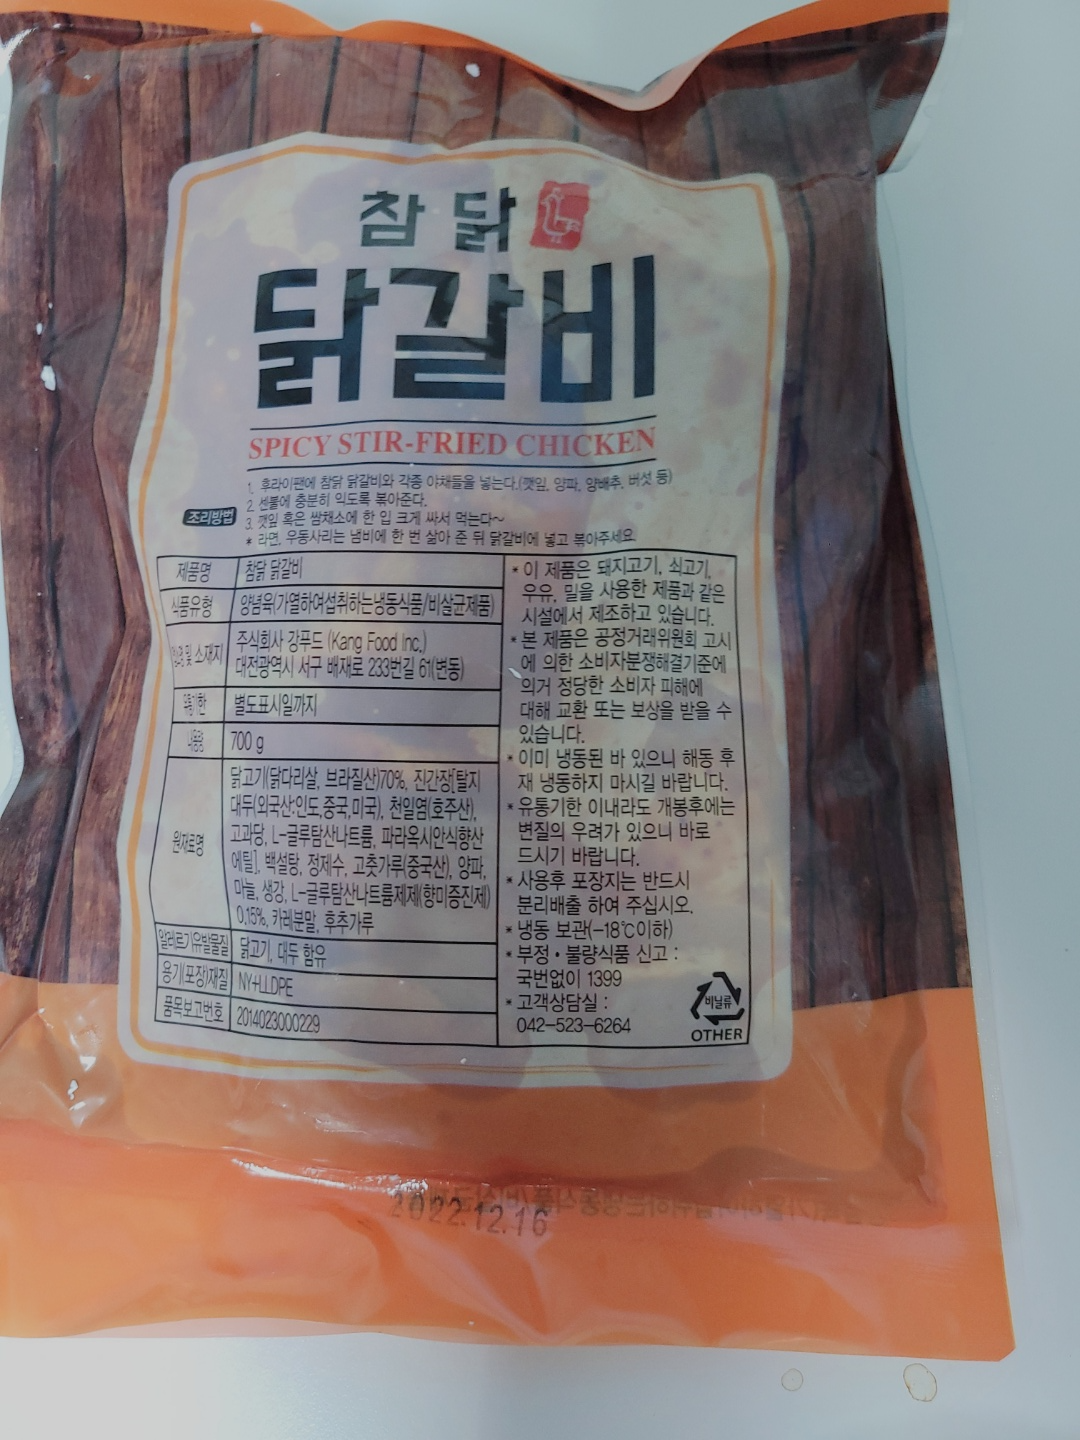 참 닭
닭갈비
SPICY STIR-FRIED CHICKEN
조리방법
1. 후라이팬에 참닭 닭갈비와 각종 야채들을 넣는다.(깻잎, 양파, 양배추, 버섯 등)
2. 센불에 충분히 익도록 볶아준다.
3. 깻잎 혹은 쌈채소에 한 입 크게 싸서 먹는다~
* 라면, 우동사리는 냄비에 한 번 삶아 준 뒤 닭갈비에 넣고 볶아주세요.
제품명 참닭 닭갈비
식품유형 양념육(가열하여섭취하는냉동식품/비살균제품)
및 소재지 주식회사 강푸드 (Kang Food Inc,)
대전광역시 서구 배재로 233번길 61(변동)
유통기한 별도표시일까지
내용량 700 g
원재료명
닭고기(닭다리살, 브라질산)70%, 진간장[탈지
대두(외국산:인도,중국,미국), 천일염(호주산),
고과당, L-글루탐산나트륨, 파라옥시안식향산
에틸], 백설탕, 정제수, 고춧가루(중국산), 양파,
마늘, 생강, L-글루탐산나트륨제제(향미증진제)
0.15%, 카레분말, 후추가루
알레르기유발물질 닭고기, 대두 함유
용기(포장)재질 NY+LLDPE
품목보고번호 2014023000229
* 이 제품은 돼지고기, 쇠고기,
우유, 밀을 사용한 제품과 같은
시설에서 제조하고 있습니다.
* 본 제품은 공정거래위원회 고시
에 의한 소비자분쟁해결기준에
의거 정당한 소비자 피해에
대해 교환 또는 보상을 받을 수
있습니다.
* 이미 냉동된 바 있으니 해동 후
재 냉동하지 마시길 바랍니다.
* 유통기한 이내라도 개봉후에는
변질의 우려가 있으니 바로
드시기 바랍니다.
* 사용후 포장지는 반드시
분리배출 하여 주십시오.
* 냉동 보관(-18℃이하)
* 부정·불량식품 신고 :
국번없이 1399
* 고객상담실 :
042-523-6264
비닐류
OTHER
2022.12.16